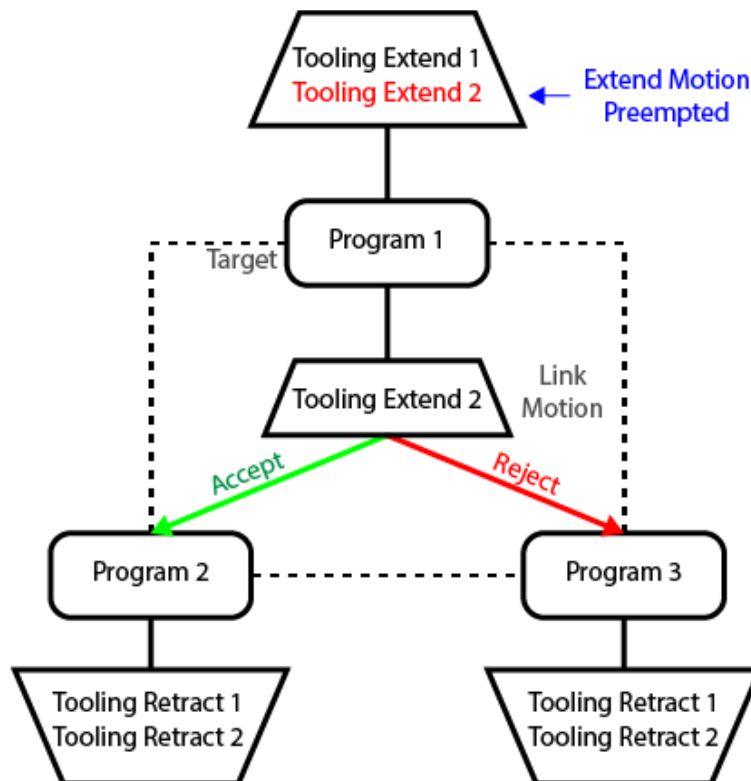 Tooling Extend 1
Tooling Extend 2
Extend Motion
Preempted
Program 1
Target
Tooling Extend 2
Link
Motion
Accept
Reject
Program 2
Program 3
Tooling Retract 1
Tooling Retract 2
Tooling Retract 1
Tooling Retract 2